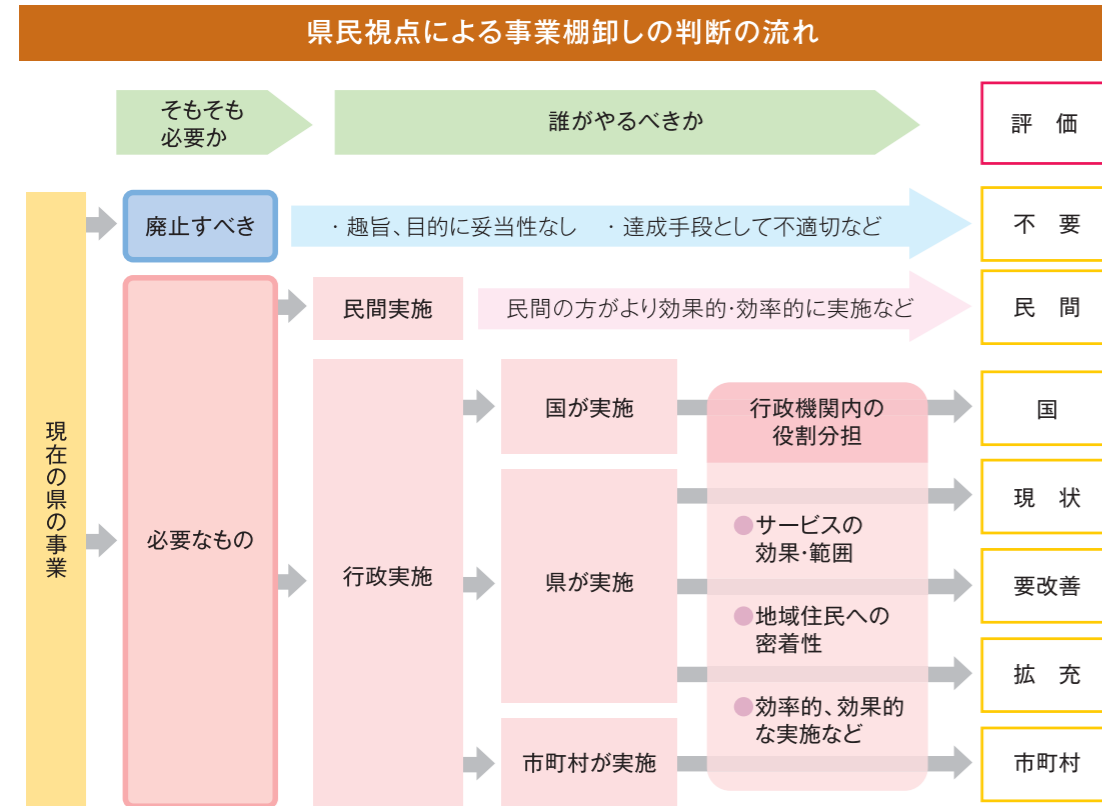 県民視点による事業棚卸しの判断の流れ
そもそも
必要か
誰がやるべきか
評　価
現在の県の事業
廃止すべき
・趣旨、目的に妥当性なし　・達成手段として不適切など
不　要
必要なもの
民間実施
民間の方がより効果的・効率的に実施など
民　間
行政実施
国が実施
行政機関内の
役割分担
国
県が実施
●サービスの
効果・範囲
●地域住民への
密着性
●効率的、効果的
な実施など
現　状
要改善
拡　充
市町村が実施
市町村